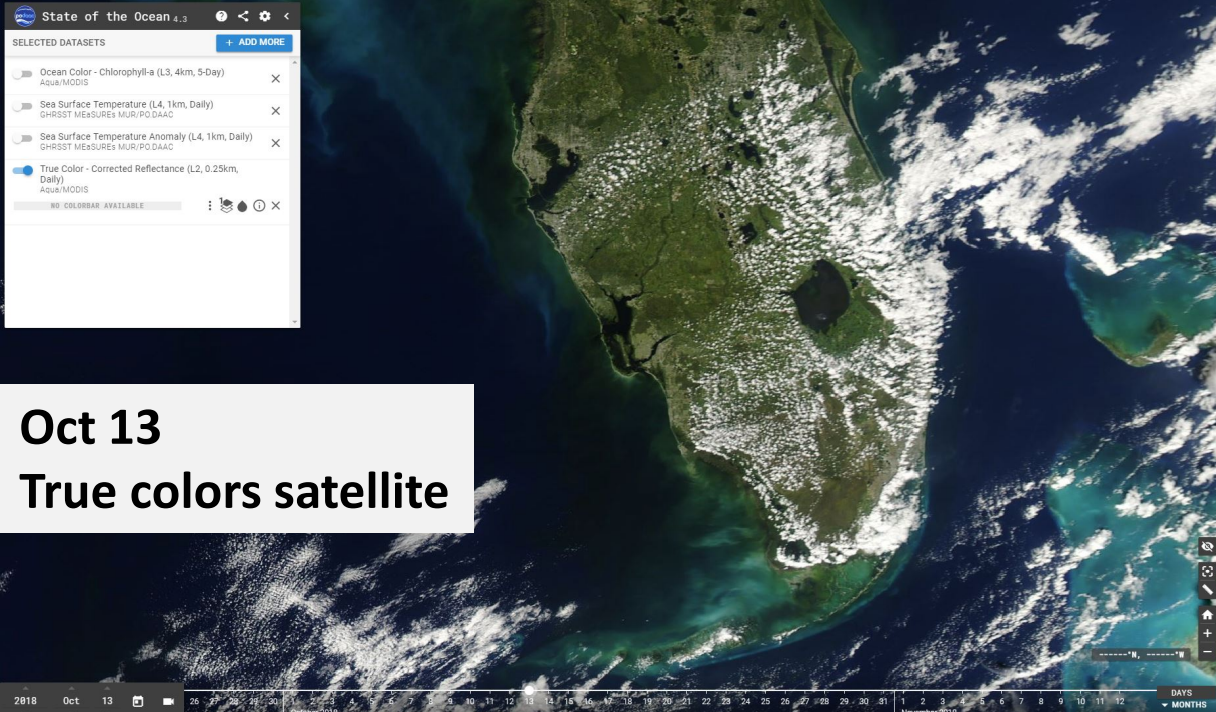 State of the Ocean 4.3
SELECTED DATASETS
+ ADD MORE
Ocean Color - Chlorophyll-a (L3, 4km, 5-Day)
Aqua/MODIS
Sea Surface Temperature (L4, 1km, Daily)
GHRSST MEaSUREs MUR/PO.DAAC
Sea Surface Temperature Anomaly (L4, 1km, Daily)
GHRSST MEaSUREs MUR/PO.DAAC
True Color - Corrected Reflectance (L2, 0.25km,
Daily)
Aqua/MODIS
NO COLORBAR AVAILABLE
1
Oct 13
True colors satellite
------°N, ------°W
2018 Oct 13
26 27 28 29 30 1 2 3 4 5 6 7 8 9 10 11 12 13 14 15 16 17 18 19 20 21 22 23 24 25 26 27 28 29 30 31 1 2 3 4 5 6 7 8 9 10 11 12
October 2018
November 2018
DAYS
MONTHS